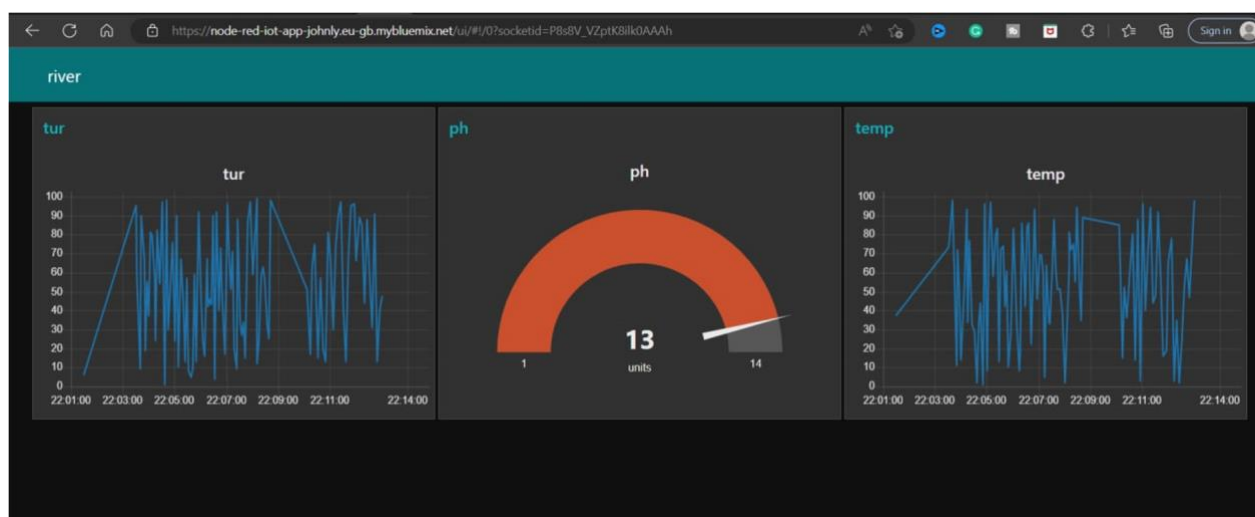 https://node-red-iot-app-johnly.eu-gb.mybluemix.net/ui/#!/0?socketid=P8s8V_VZptK8ilk0AAAh
Sign in
river
tur
tur
100
90
80
70
60
50
40
30
20
10
0
22:01:00 22:03:00 22:05:00 22:07:00 22:09:00 22:11:00 22:14:00
ph
ph
13
units
1
14
temp
temp
100
90
80
70
60
50
40
30
20
10
0
22:01:00 22:03:00 22:05:00 22:07:00 22:09:00 22:11:00 22:14:00